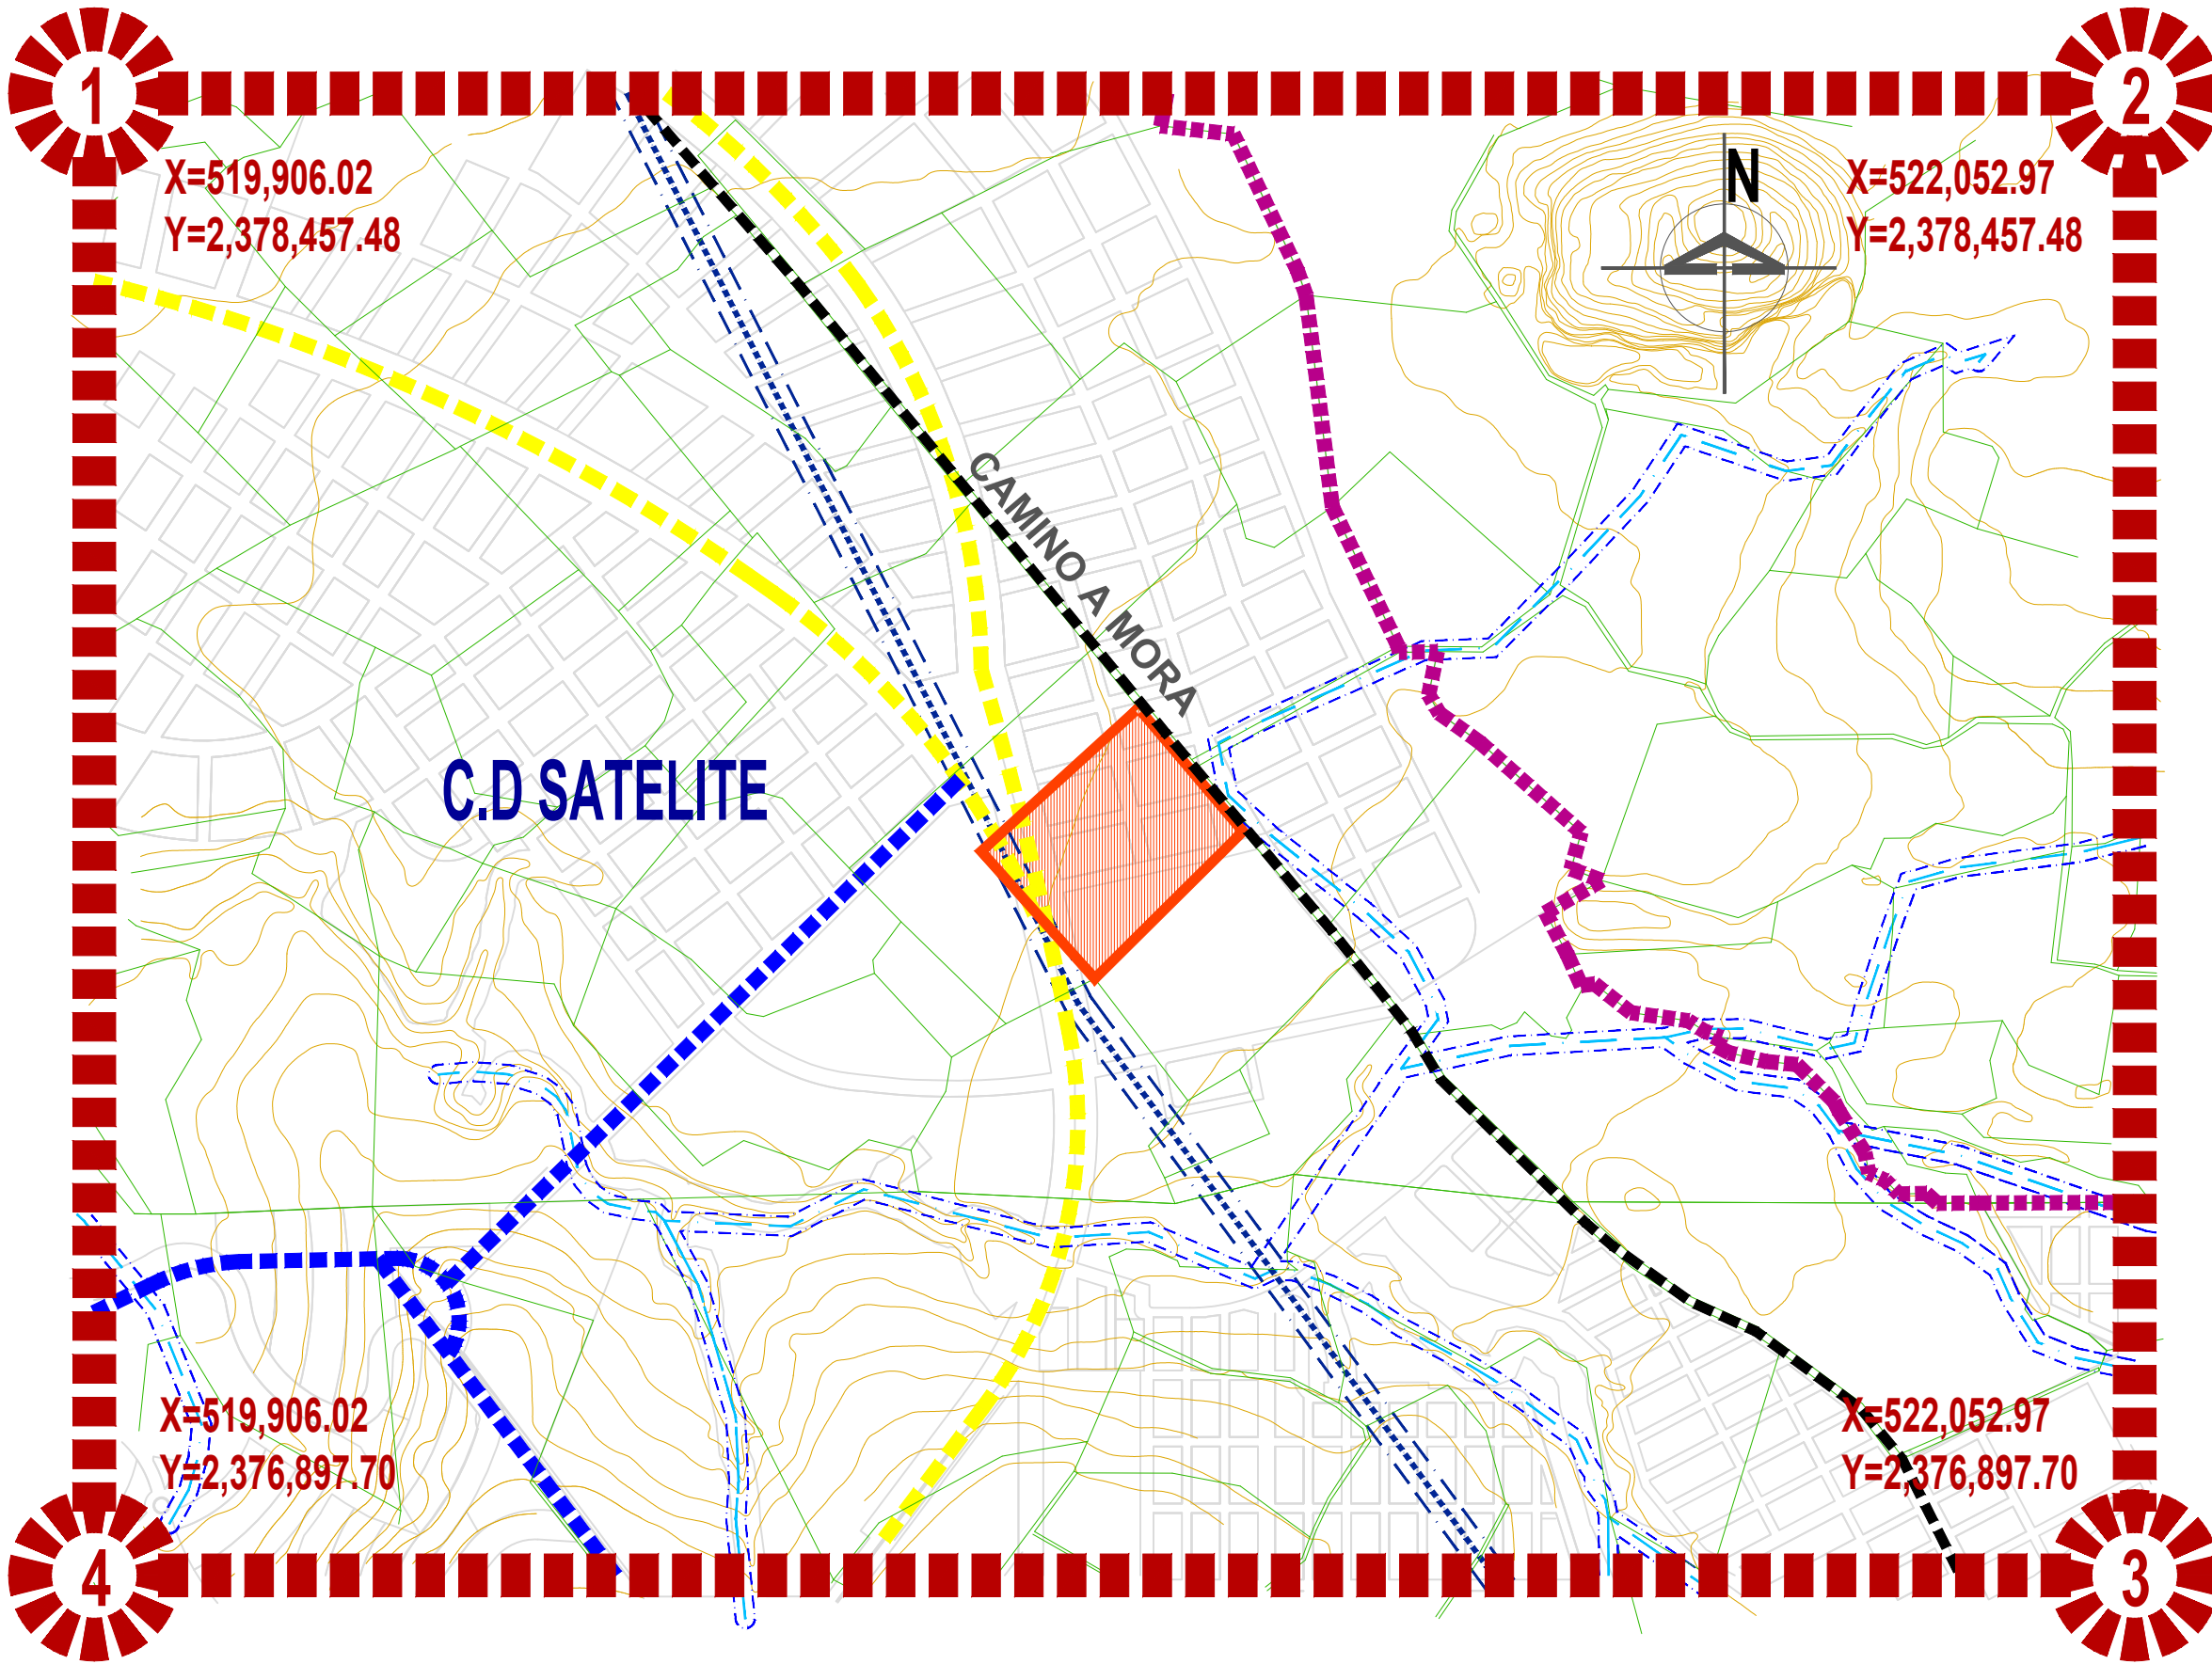 1
2
X=519,906.02
Y=2,378,457.48
N
X=522,052.97
Y=2,378,457.48
CAMINO A MORA
C.D SATELITE
X=519,906.02
Y=2,376,897.70
X=522,052.97
Y=2,376,897.70
4
3